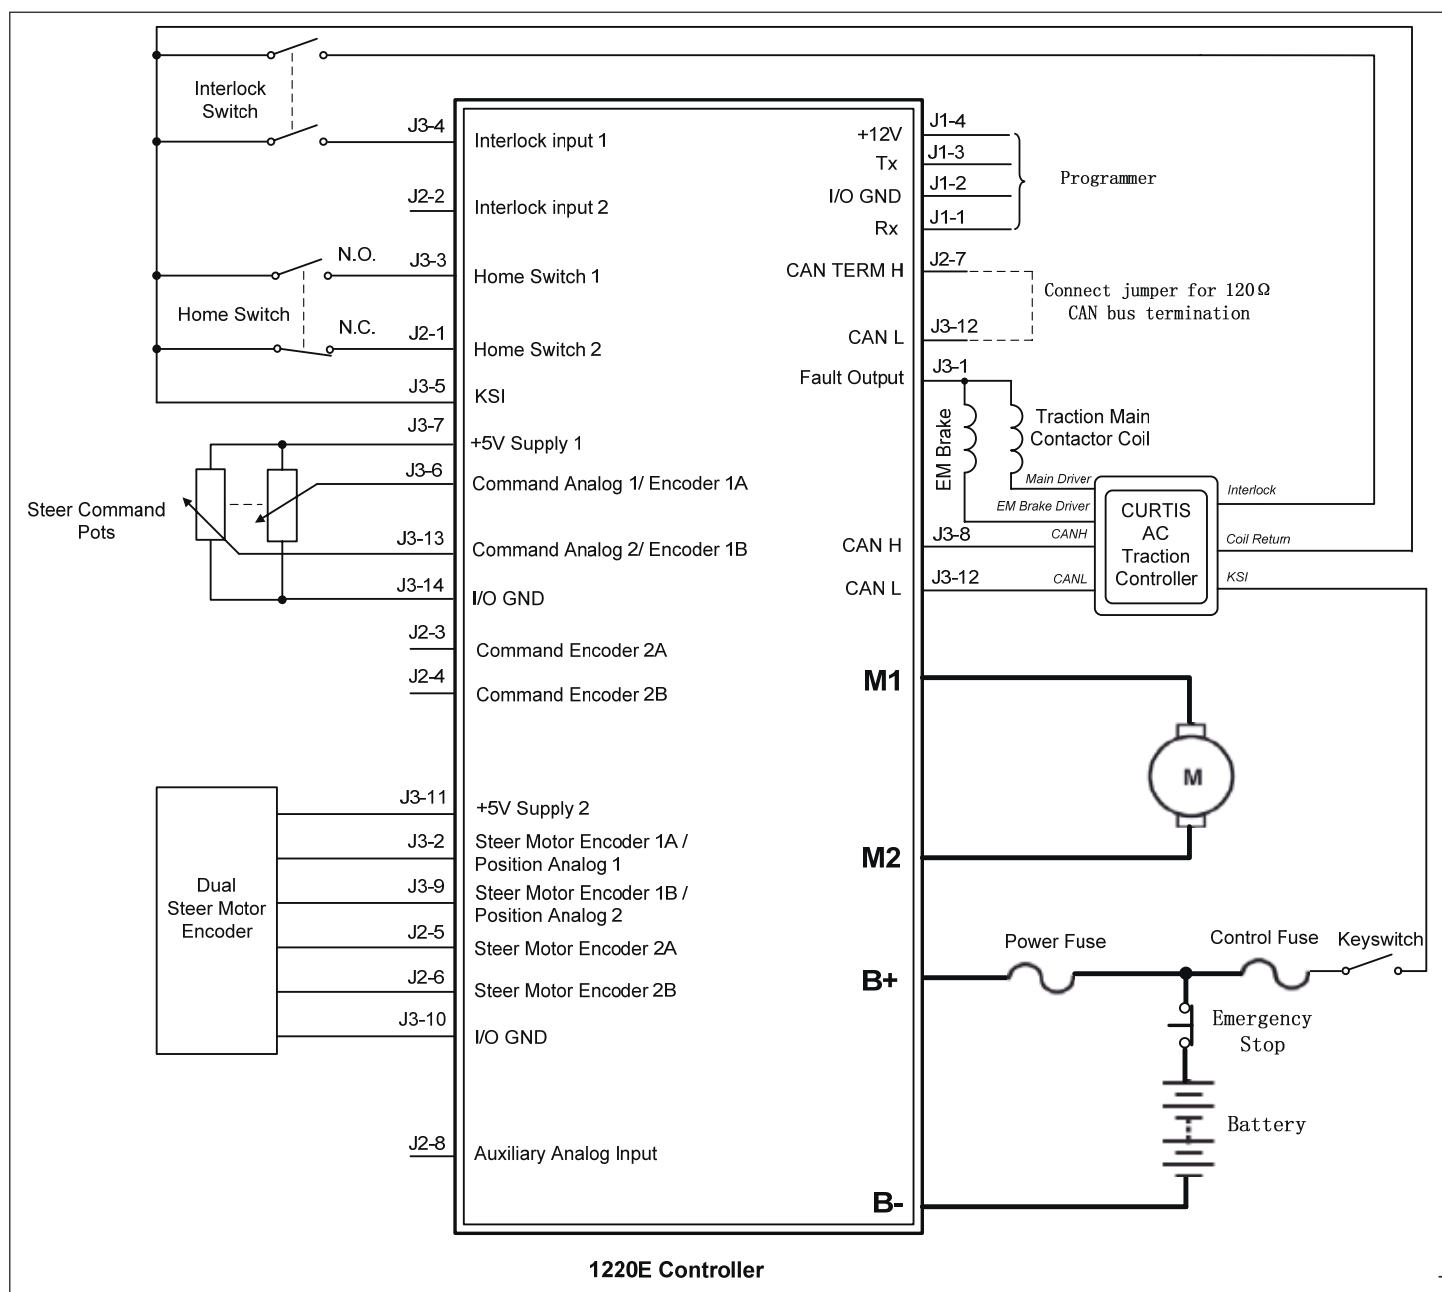 Interlock
Switch
J3-4
Interlock input 1
J2-2
Interlock input 2
N.O.
J3-3
Home Switch 1
Home Switch
N.C.
J2-1
Home Switch 2
J3-5
KSI
J3-7
+5V Supply 1
J3-6
Command Analog 1/ Encoder 1A
Steer Command
Pots
J3-13
Command Analog 2/ Encoder 1B
J3-14
I/O GND
J2-3
Command Encoder 2A
J2-4
Command Encoder 2B
Dual
Steer Motor
Encoder
J3-11
+5V Supply 2
J3-2
Steer Motor Encoder 1A /
Position Analog 1
J3-9
Steer Motor Encoder 1B /
Position Analog 2
J2-5
Steer Motor Encoder 2A
J2-6
Steer Motor Encoder 2B
J3-10
I/O GND
J2-8
Auxiliary Analog Input
+12V
J1-4
Tx
J1-3
I/O GND
J1-2
Rx
J1-1
Programmer
CAN TERM H
J2-7
Connect jumper for 120Ω
CAN bus termination
CAN L
J3-12
Fault Output
J3-1
EM Brake
Traction Main
Contactor Coil
Main Driver
EM Brake Driver
CAN H
J3-8
CANH
CAN L
J3-12
CANL
CURTIS
AC
Traction
Controller
Interlock
Coil Return
KSI
M1
M
M2
B+
Power Fuse
Control Fuse
Keyswitch
Emergency
Stop
Battery
B-
1220E Controller